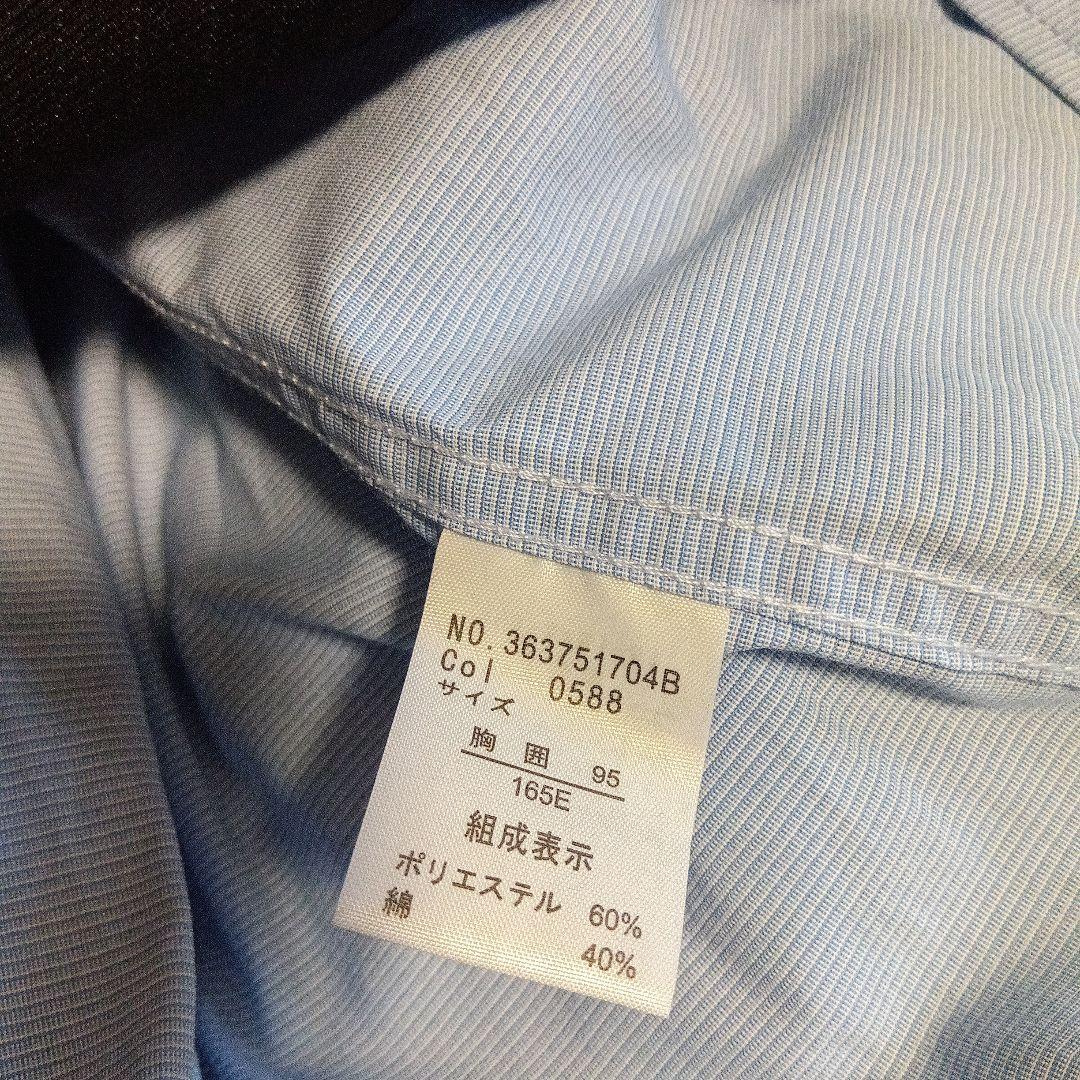 NO. 363751704B
Col 0588
サイズ
胸 囲 95
165E
組成表示
ポリエステル 60%
綿 40%